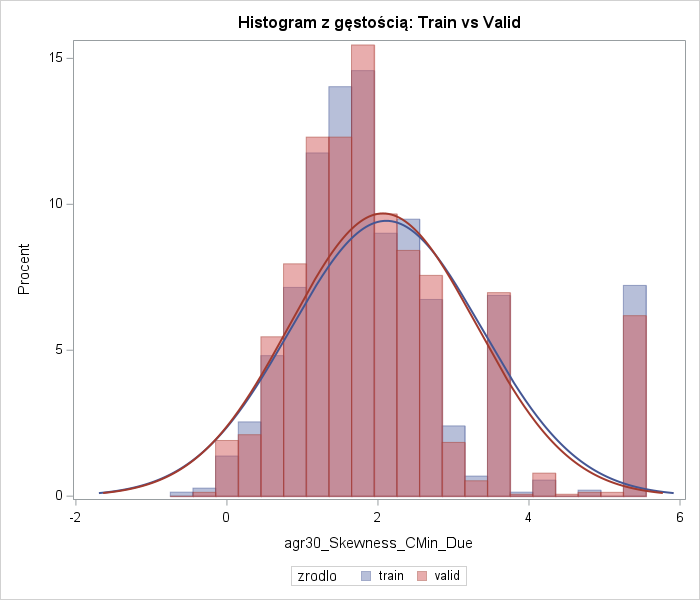 Histogram z gęstością: Train vs Valid
15
10
5
0
Procent
-2 0 2 4 6
agr30_Skewness_CMin_Due
zrodlo train valid